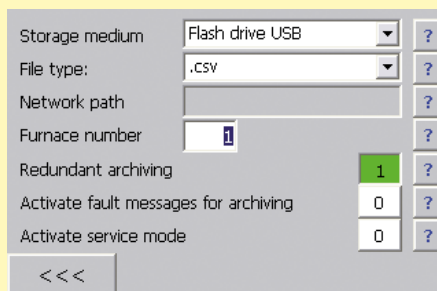 Storage medium Flash drive USB ?
File type: .csv ?
Network path ?
Furnace number 1 ?
Redundant archiving 1 ?
Activate fault messages for archiving 0 ?
Activate service mode 0 ?
<<<